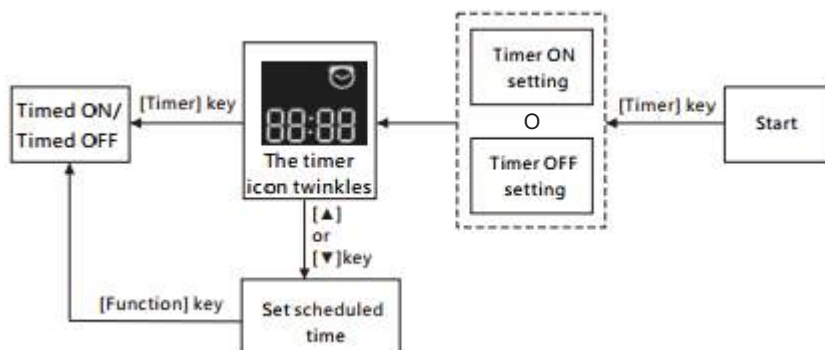 Timer ON
setting
[Timer] key
[Timer] key
Timed ON/
Timed OFF
88:88
O
Start
The timer
icon twinkles
Timer OFF
setting
[▲]
or
[▼]key
[Function] key
Set scheduled
time